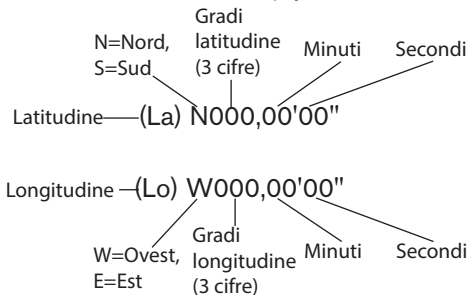 Gradi
N=Nord, latitudine Minuti Secondi
S=Sud (3 cifre)
Latitudine (La) N000,00'00"
Longitudine (Lo) W000,00'00"
W=Ovest, Gradi Minuti Secondi
E=Est longitudine
(3 cifre)